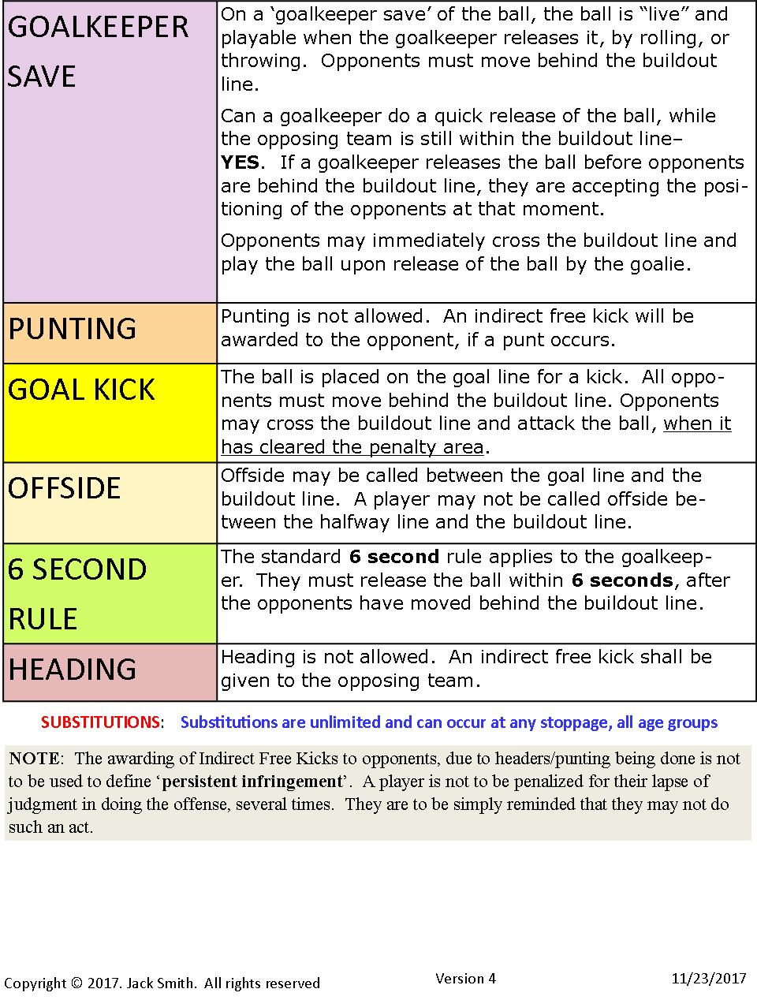 GOALKEEPER
SAVE
On a ‘goalkeeper save’ of the ball, the ball is “live” and
playable when the goalkeeper releases it, by rolling, or
throwing.  Opponents must move behind the buildout
line.
Can a goalkeeper do a quick release of the ball, while
the opposing team is still within the buildout line–
YES.  If a goalkeeper releases the ball before opponents
are behind the buildout line, they are accepting the posi-
tioning of the opponents at that moment.
Opponents may immediately cross the buildout line and
play the ball upon release of the ball by the goalie.
PUNTING
Punting is not allowed.  An indirect free kick will be
awarded to the opponent, if a punt occurs.
GOAL KICK
The ball is placed on the goal line for a kick.  All oppo-
nents must move behind the buildout line. Opponents
may cross the buildout line and attack the ball, when it
has cleared the penalty area.
OFFSIDE
Offside may be called between the goal line and the
buildout line.  A player may not be called offside be-
tween the halfway line and the buildout line.
6 SECOND
RULE
The standard 6 second rule applies to the goalkeep-
er.  They must release the ball within 6 seconds, after
the opponents have moved behind the buildout line.
HEADING
Heading is not allowed.  An indirect free kick shall be
given to the opposing team.
SUBSTITUTIONS:   Substitutions are unlimited and can occur at any stoppage, all age groups
NOTE:  The awarding of Indirect Free Kicks to opponents, due to headers/punting being done is not
to be used to define ‘persistent infringement’.  A player is not to be penalized for their lapse of
judgment in doing the offense, several times.  They are to be simply reminded that they may not do
such an act.
Copyright © 2017. Jack Smith.  All rights reserved
Version 4
11/23/2017